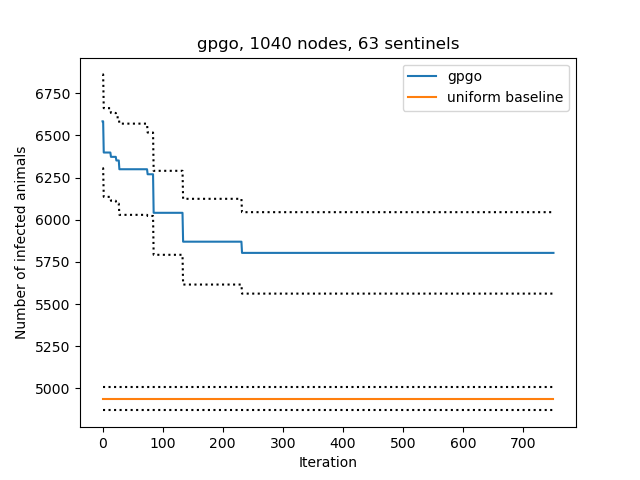 gpgo, 1040 nodes, 63 sentinels
gpgo
uniform baseline
Number of infected animals
6750
6500
6250
6000
5750
5500
5250
5000
0 100 200 300 400 500 600 700
Iteration